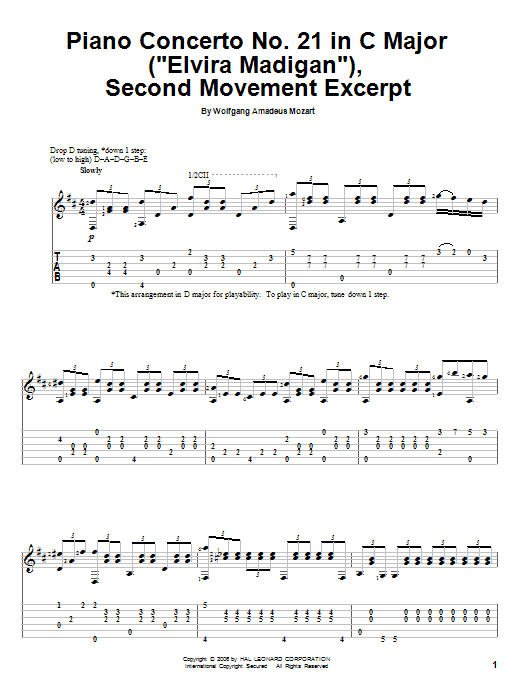 Piano Concerto No. 21 in C Major
("Elvira Madigan"),
Second Movement Excerpt
By Wolfgang Amadeus Mozart
Drop D tuning, *down 1 step:
(low to high) D–A–D–G–B–E
Slowly
1/2CII
p
T
A
B
*This arrangement in D major for playability. To play in C major, tune down 1 step.
Copyright © 2008 by HAL LEONARD CORPORATION
International Copyright Secured All Rights Reserved
1